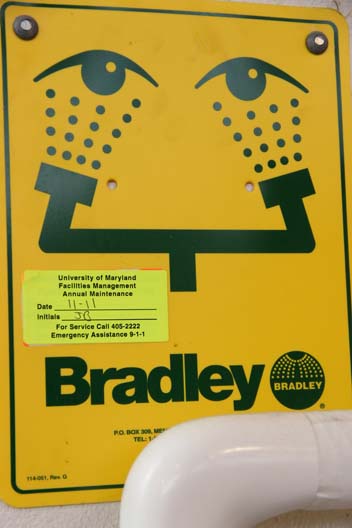 University of Maryland
Facilities Management
Annual Maintenance
Date 11-11
Initials JB
For Service Call 405-2222
Emergency Assistance 9-1-1
Bradley
BRADLEY
®
P.O. BOX 309,
TEL:
114-051, Rev. G